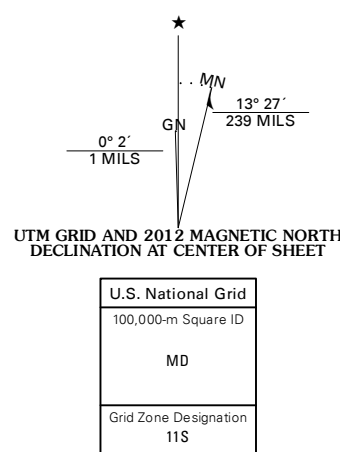 ★
. . . MN
GN
13° 27´
239 MILS
0° 2´
1 MILS
UTM GRID AND 2012 MAGNETIC NORTH
DECLINATION AT CENTER OF SHEET
U.S. National Grid
100,000-m Square ID
MD
Grid Zone Designation
11S